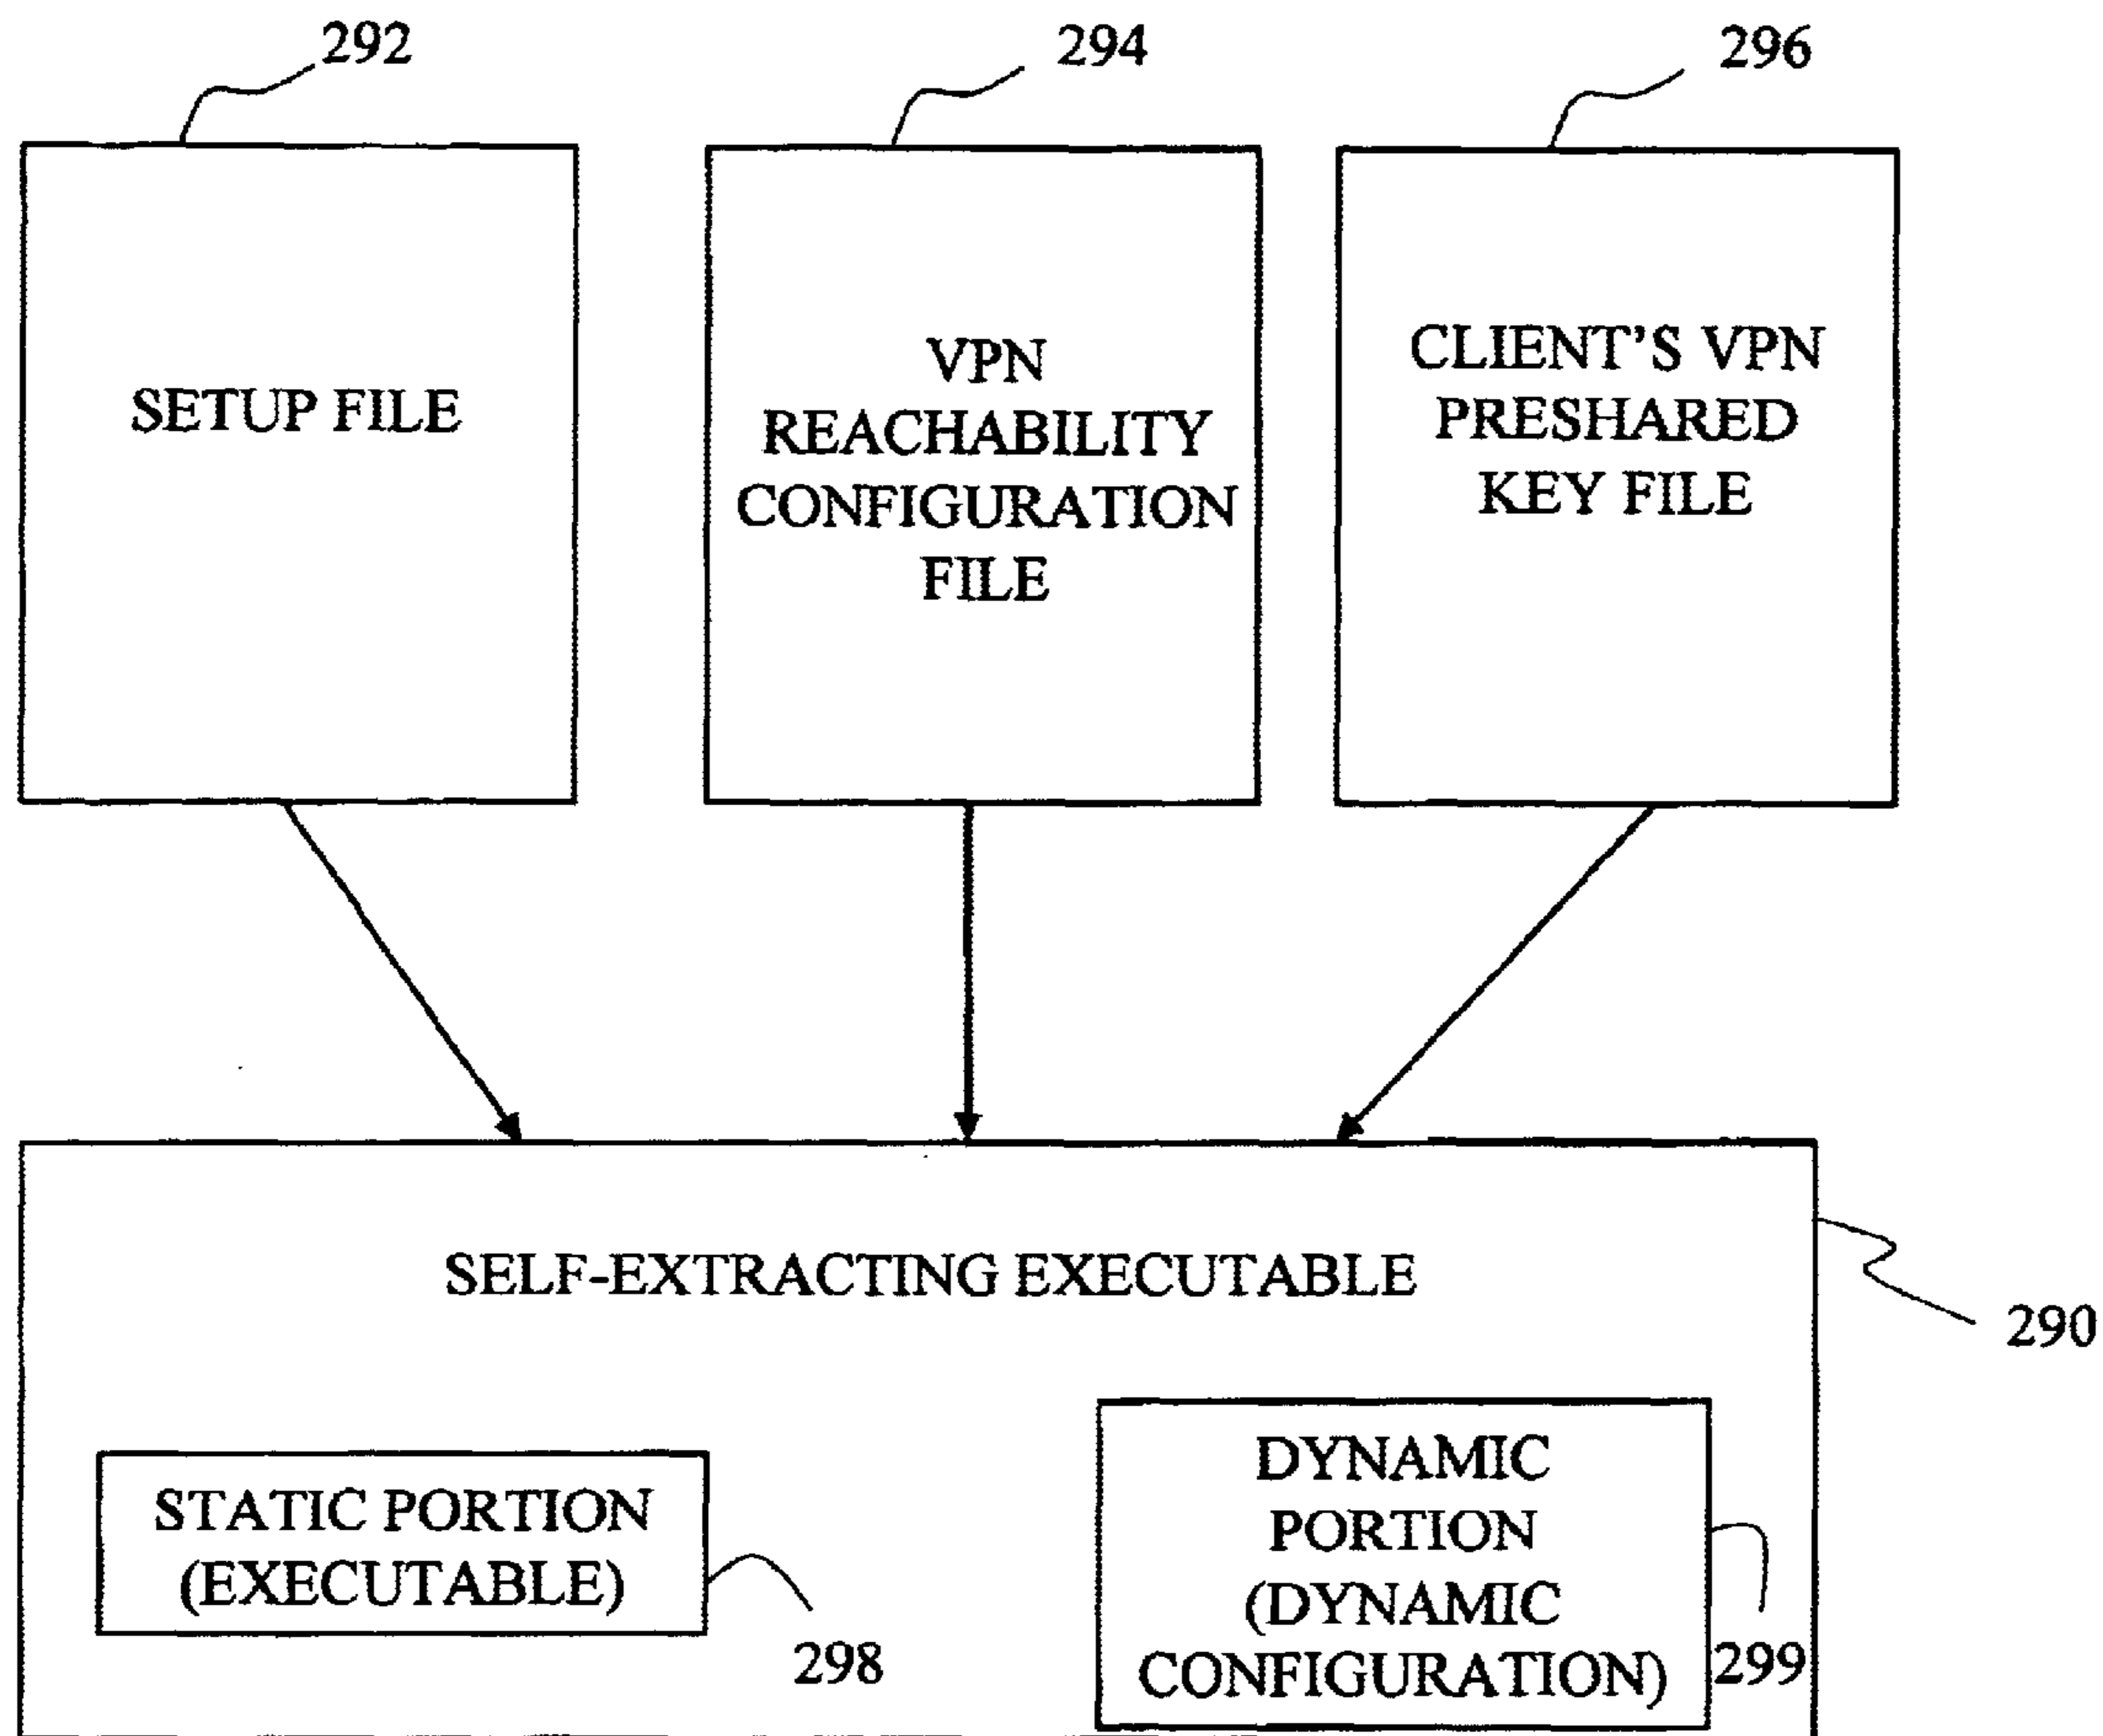 292
294
296
SETUP FILE
VPN
REACHABILITY
CONFIGURATION
FILE
CLIENT'S VPN
PRESHARED
KEY FILE
SELF-EXTRACTING EXECUTABLE
290
STATIC PORTION
(EXECUTABLE)
298
DYNAMIC
PORTION
(DYNAMIC
CONFIGURATION)
299